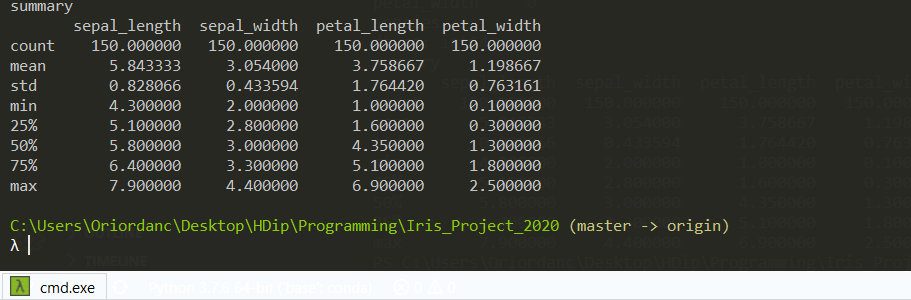 summary
sepal_length sepal_width petal_length petal_width
count 150.000000 150.000000 150.000000 150.000000
mean 5.843333 3.054000 3.758667 1.198667
std 0.828066 0.433594 1.764420 0.763161
min 4.300000 2.000000 1.000000 0.100000
25% 5.100000 2.800000 1.600000 0.300000
50% 5.800000 3.000000 4.350000 1.300000
75% 6.400000 3.300000 5.100000 1.800000
max 7.900000 4.400000 6.900000 2.500000
C:\Users\Oriordanc\Desktop\HDip\Programming\Iris_Project_2020 (master -> origin)
λ
λ cmd.exe